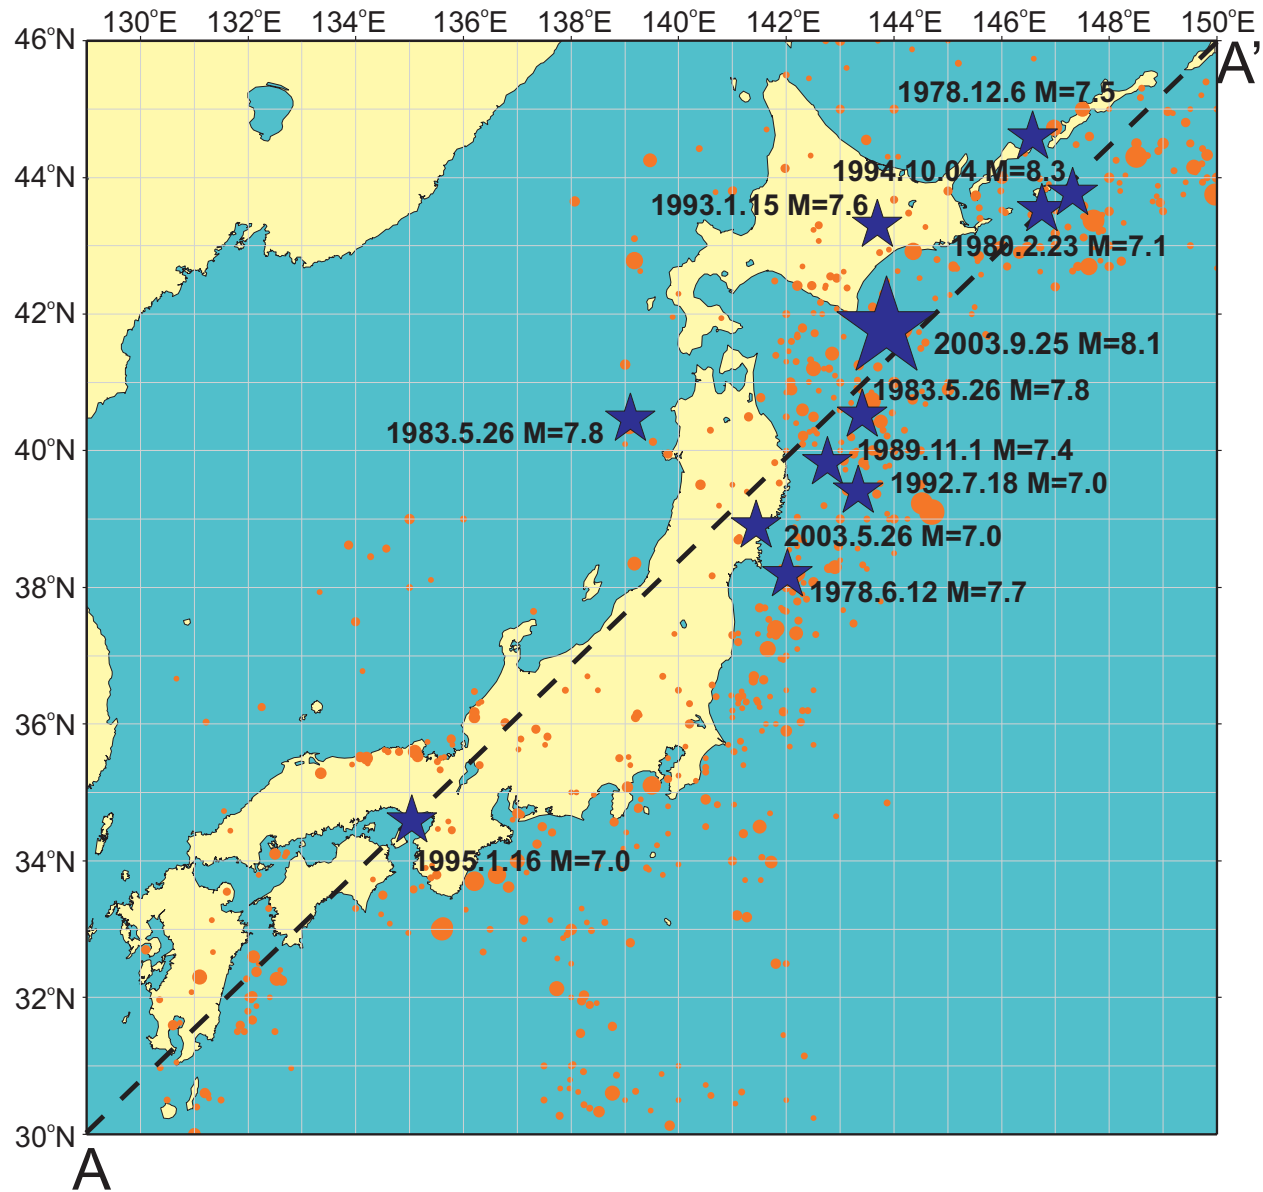 130°E 132°E 134°E 136°E 138°E 140°E 142°E 144°E 146°E 148°E 150°E
46°N
A'
1978.12.6 M=7.5
44°N
1994.10.04 M=8.3
1993.1.15 M=7.6
1980.2.23 M=7.1
42°N
2003.9.25 M=8.1
1983.5.26 M=7.8
1983.5.26 M=7.8
40°N
1989.11.1 M=7.4
1992.7.18 M=7.0
2003.5.26 M=7.0
38°N
1978.6.12 M=7.7
36°N
34°N
1995.1.16 M=7.0
32°N
30°N
A